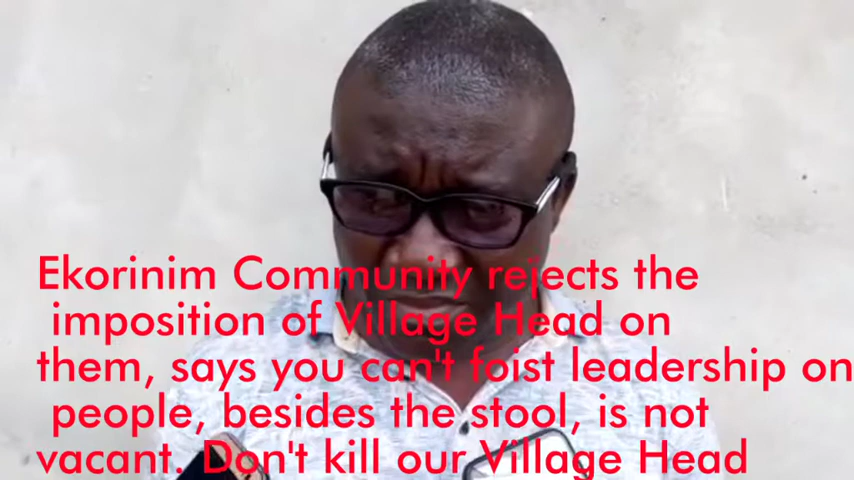 Ekorinim Community rejects the
imposition of Village Head on
them, says you can't foist leadership on
people, besides the stool, is not
vacant. Don't kill our Village Head